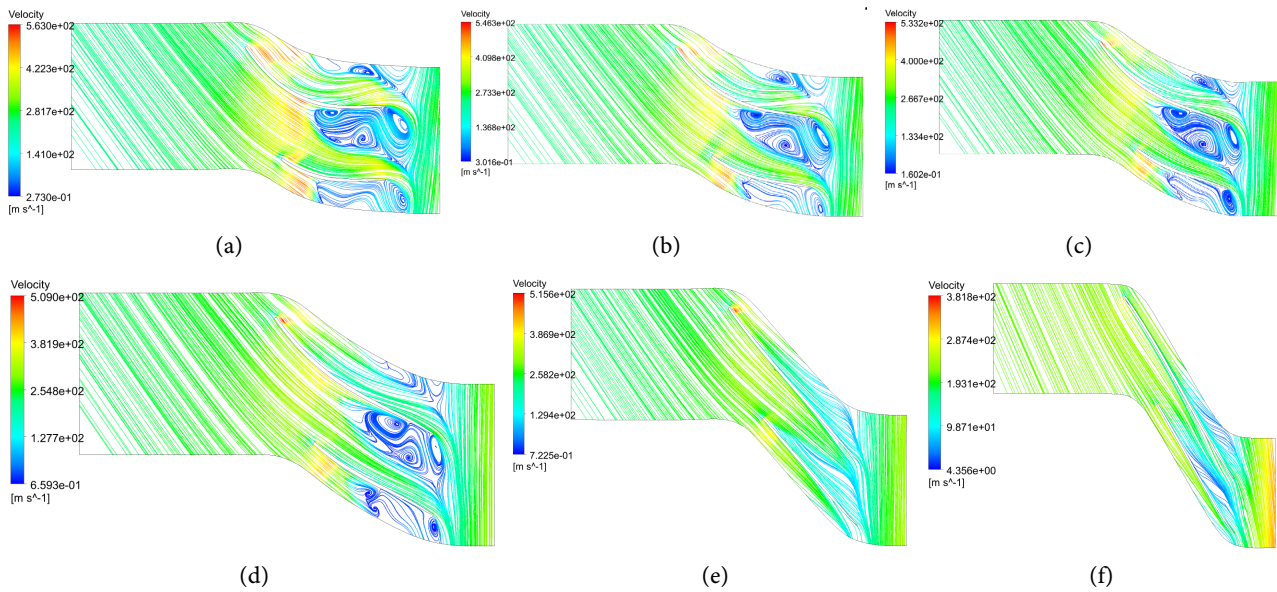 Velocity
5.630e+02
4.223e+02
2.817e+02
1.410e+02
2.730e-01
[m s^-1]
(a)
Velocity
5.463e+02
4.098e+02
2.733e+02
1.368e+02
3.016e-01
[m s^-1]
(b)
Velocity
5.332e+02
4.000e+02
2.667e+02
1.334e+02
1.602e-01
[m s^-1]
(c)
Velocity
5.090e+02
3.819e+02
2.548e+02
1.277e+02
6.593e-01
[m s^-1]
(d)
Velocity
5.156e+02
3.869e+02
2.582e+02
1.294e+02
7.225e-01
[m s^-1]
(e)
Velocity
3.818e+02
2.874e+02
1.931e+02
9.871e+01
4.356e+00
[m s^-1]
(f)